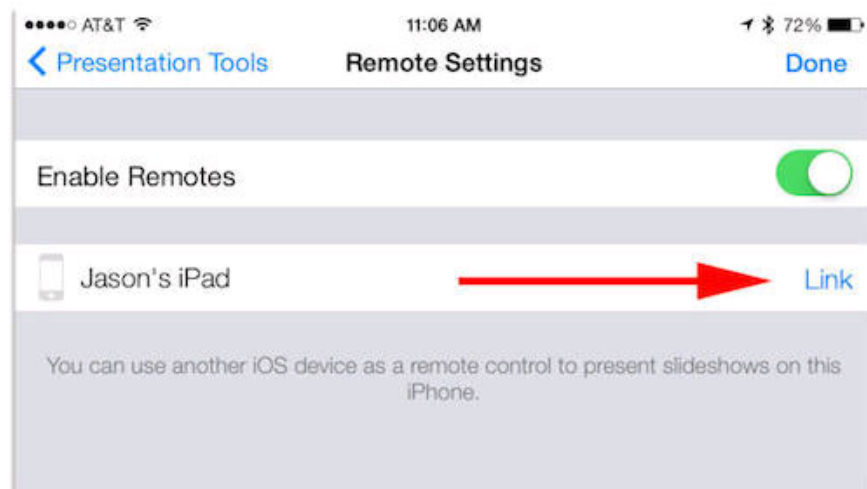 AT&T 11:06 AM 72%
Presentation Tools Remote Settings Done
Enable Remotes
Jason's iPad Link
You can use another iOS device as a remote control to present slideshows on this
iPhone.